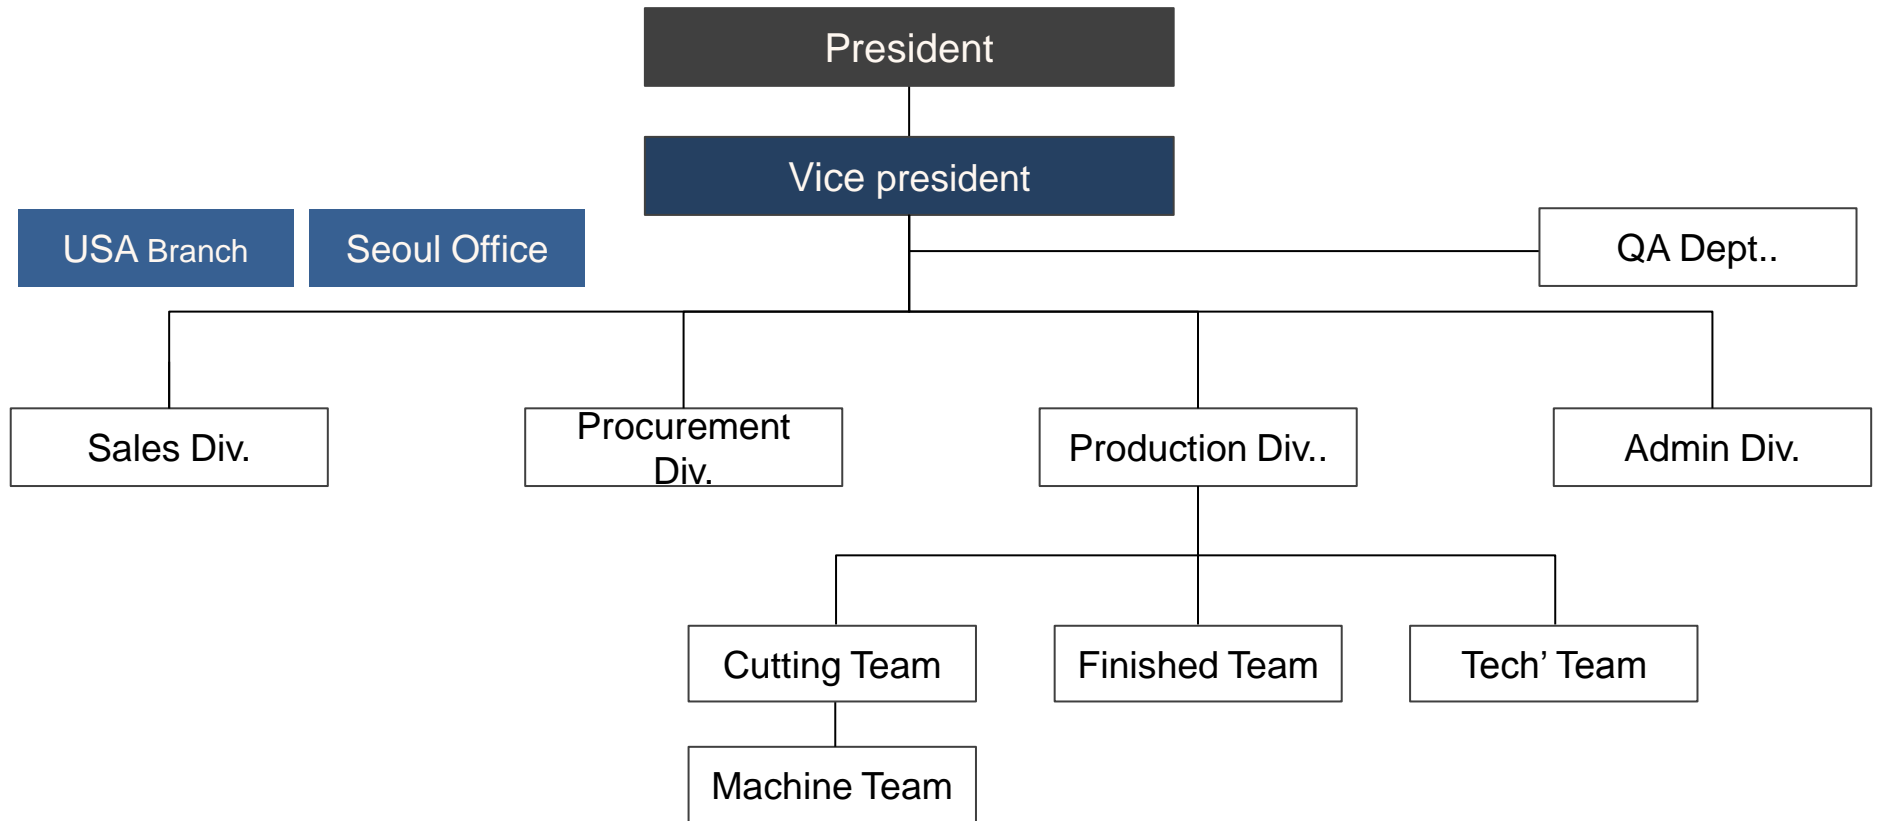 President
Vice president
USA Branch
Seoul Office
QA Dept..
Sales Div.
Procurement
Div.
Production Div..
Admin Div.
Cutting Team
Finished Team
Tech’ Team
Machine Team